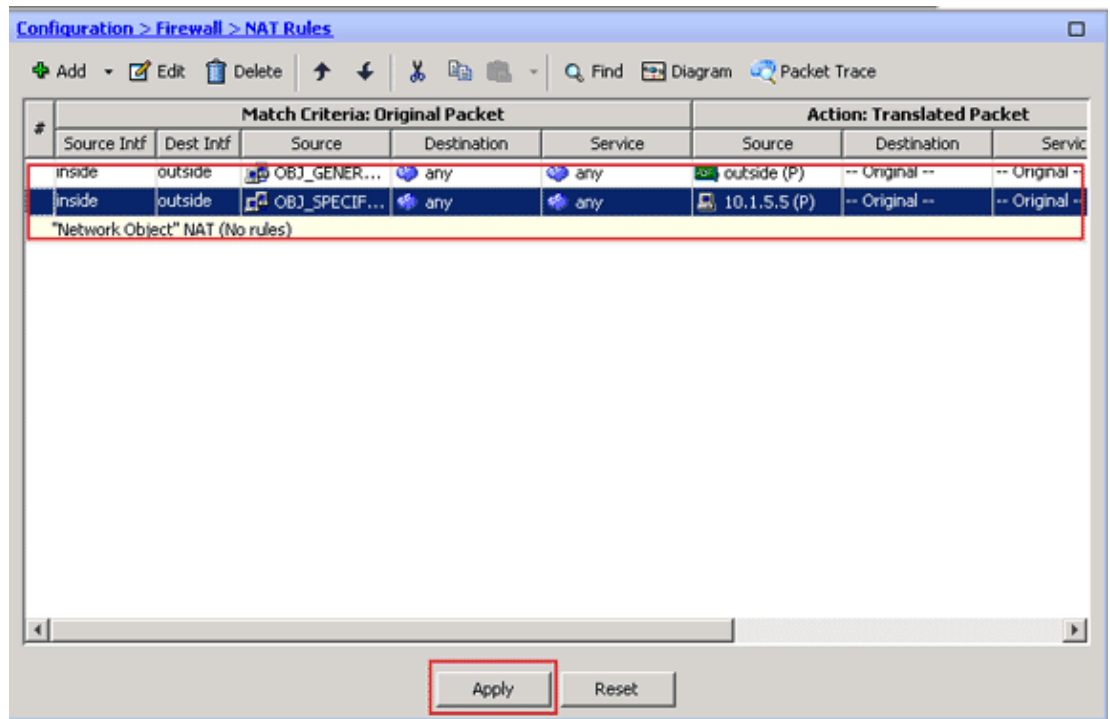 Configuration > Firewall > NAT Rules
Add Edit Delete Find Diagram Packet Trace
# Match Criteria: Original Packet Action: Translated Packet
Source Intf Dest Intf Source Destination Service Source Destination Servic
inside outside OBJ_GENER... any any outside (P) -- Original -- -- Original -
inside outside OBJ_SPECIF... any any 10.1.5.5 (P) -- Original -- -- Original -
"Network Object" NAT (No rules)
Apply Reset